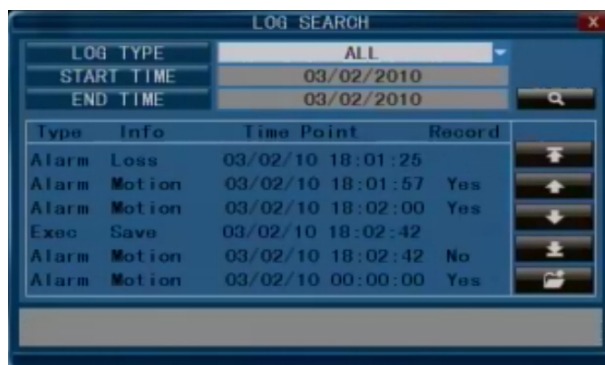 LOG SEARCH
LOG TYPE ALL
START TIME 03/02/2010
END TIME 03/02/2010
Type Info Time Point Record
Alarm Loss 03/02/10 18:01:25
Alarm Motion 03/02/10 18:01:57 Yes
Alarm Motion 03/02/10 18:02:00 Yes
Exec Save 03/02/10 18:02:42
Alarm Motion 03/02/10 18:02:42 No
Alarm Motion 03/02/10 00:00:00 Yes